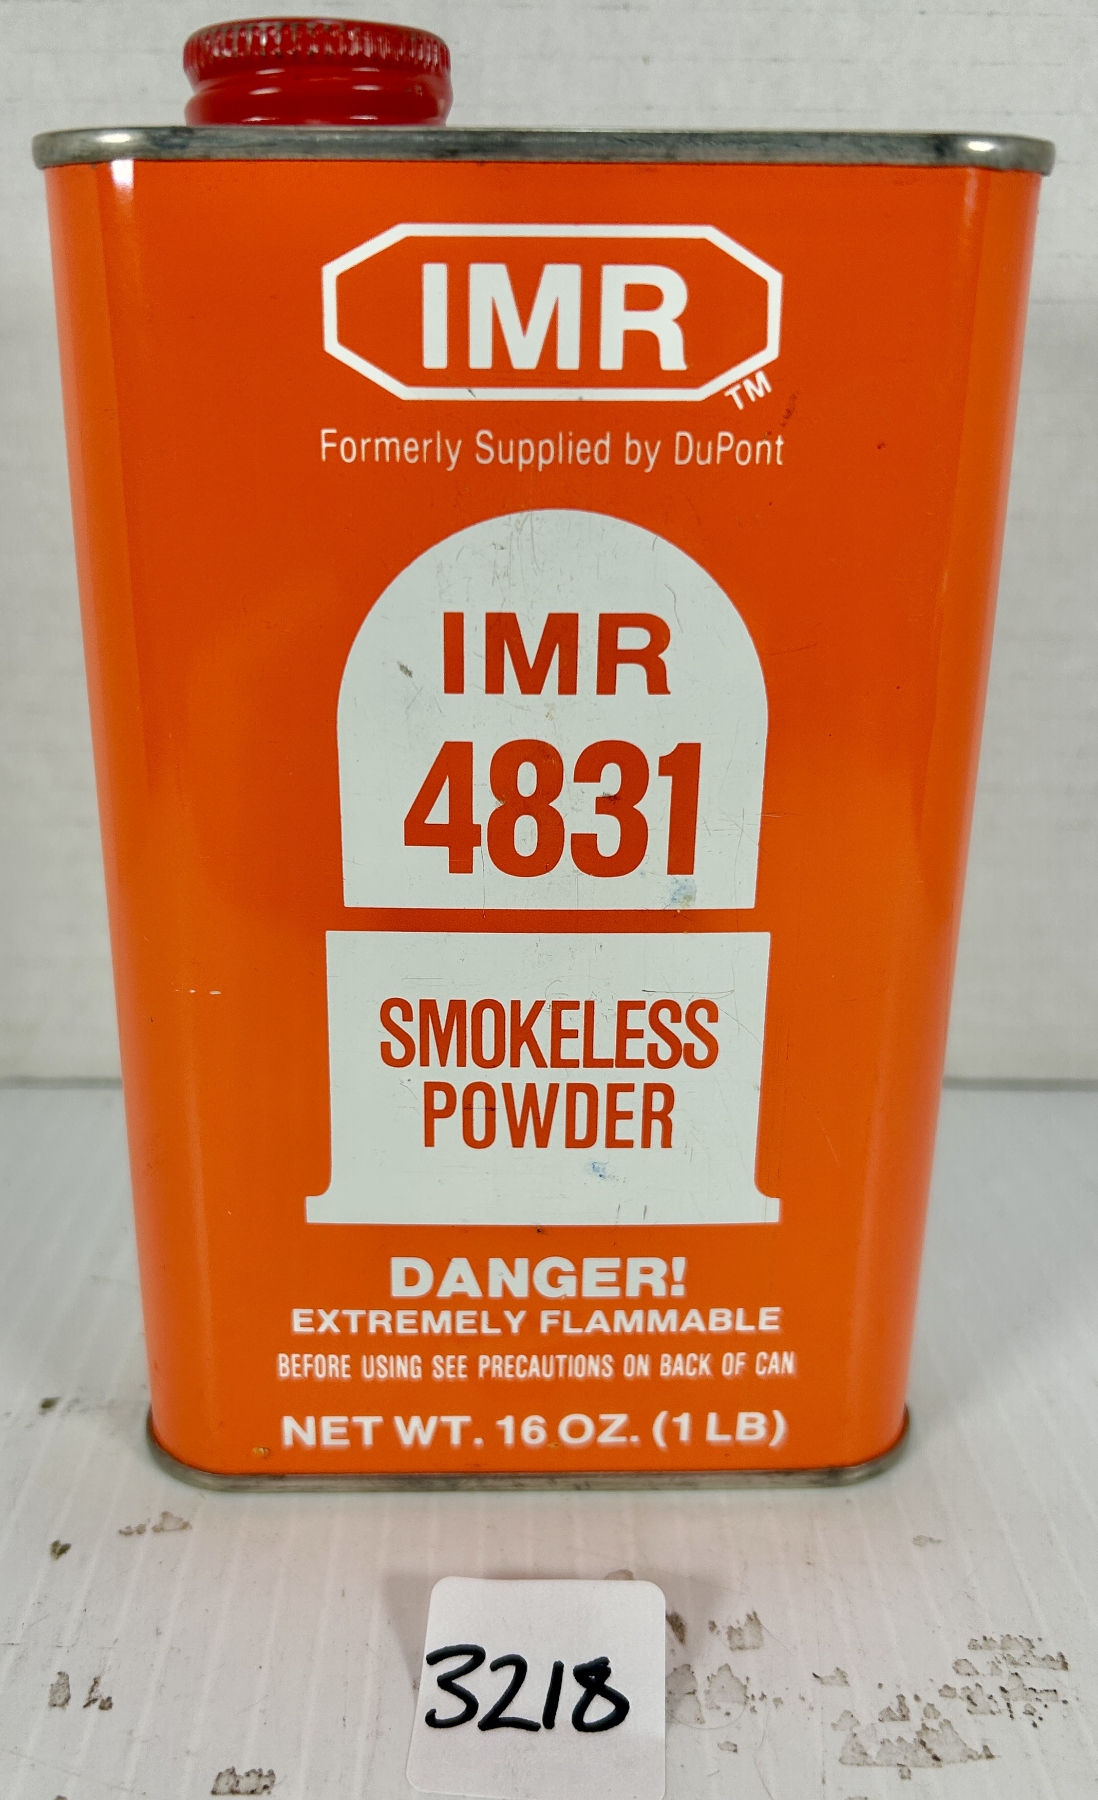 IMR
TM
Formerly Supplied by DuPont
IMR
4831
SMOKELESS
POWDER
DANGER!
EXTREMELY FLAMMABLE
BEFORE USING SEE PRECAUTIONS ON BACK OF CAN
NET WT. 16 OZ. (1 LB)
3218